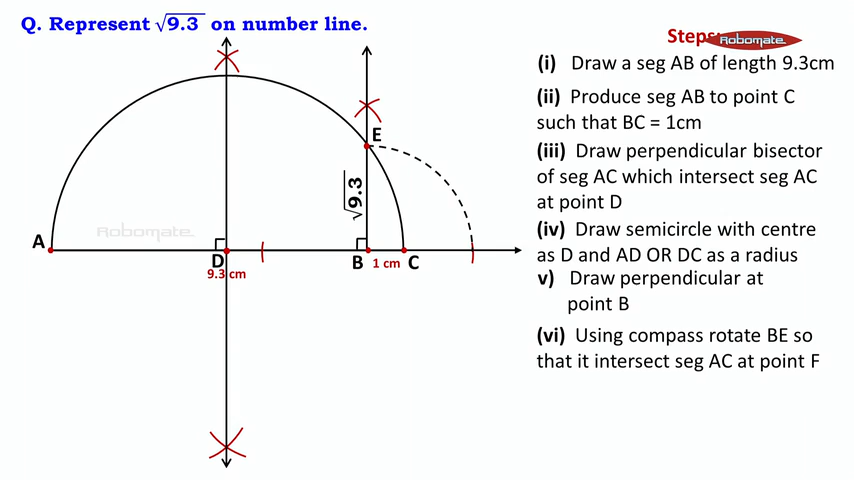 Q. Represent √9.3 on number line.
Steps:
Robomate
(i) Draw a seg AB of length 9.3cm
(ii) Produce seg AB to point C
such that BC = 1cm
(iii) Draw perpendicular bisector
of seg AC which intersect seg AC
at point D
(iv) Draw semicircle with centre
as D and AD OR DC as a radius
v) Draw perpendicular at
point B
(vi) Using compass rotate BE so
that it intersect seg AC at point F
E
√9.3
Robomate
A
D
B
1 cm
C
9.3 cm